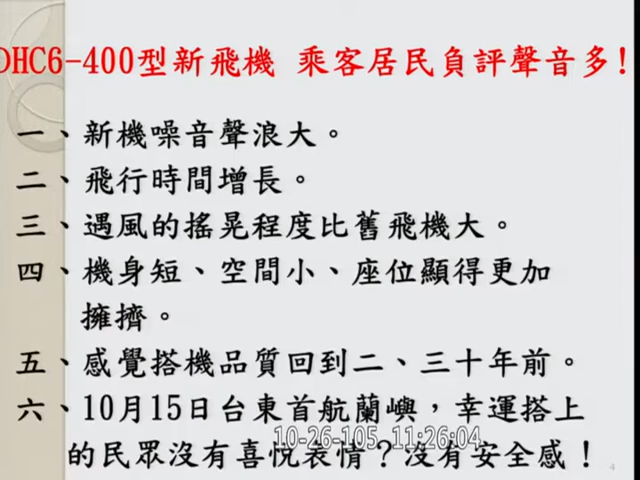 DHC6-400型新飛機 乘客居民負評聲音多!
一、新機噪音聲浪大。
二、飛行時間增長。
三、遇風的搖晃程度比舊飛機大。
四、機身短、空間小、座位顯得更加
擁擠。
五、感覺搭機品質回到二、三十年前。
六、10月15日台東首航蘭嶼，幸運搭上
的民眾沒有喜悅表情？沒有安全感！
10-26-105 11:26:04
4